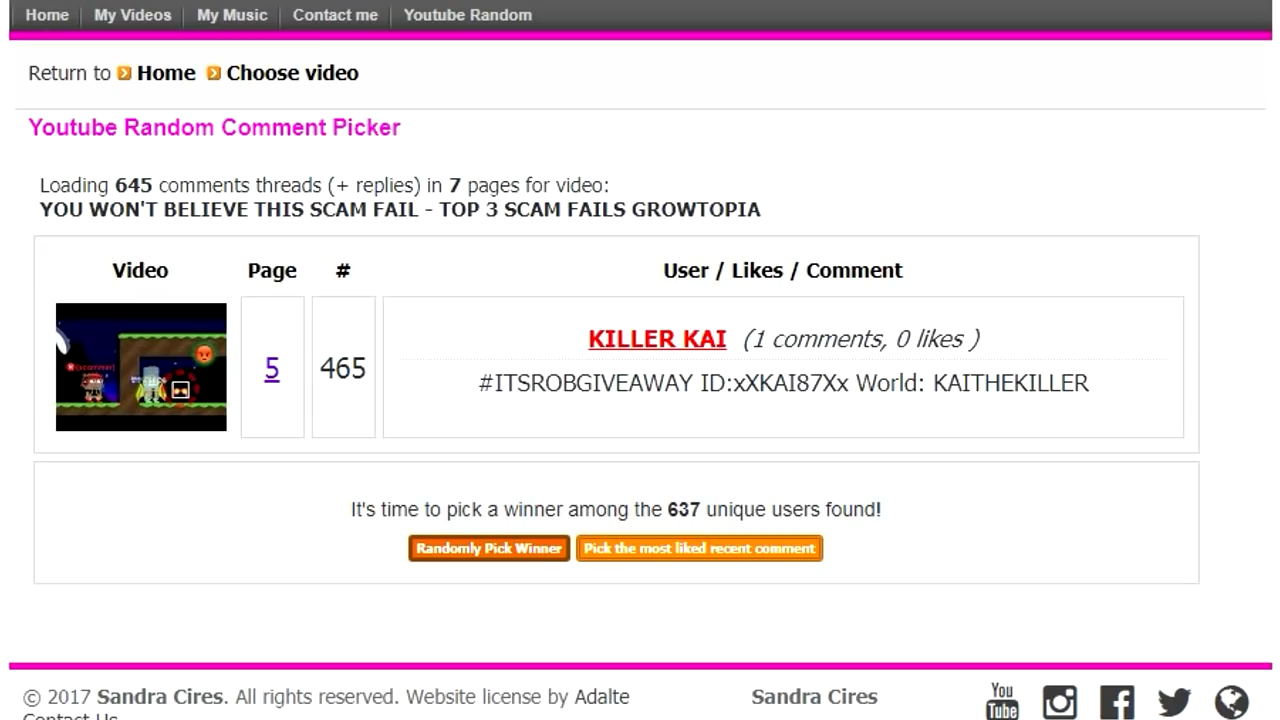 Home My Videos My Music Contact me Youtube Random
Return to Home Choose video
Youtube Random Comment Picker
Loading 645 comments threads (+ replies) in 7 pages for video:
YOU WON'T BELIEVE THIS SCAM FAIL - TOP 3 SCAM FAILS GROWTOPIA
Video Page # User / Likes / Comment
KILLER KAI (1 comments, 0 likes )
5 465
#ITSROBGIVEAWAY ID:xXKAI87Xx World: KAITHEKILLER
It's time to pick a winner among the 637 unique users found!
Randomly Pick Winner Pick the most liked recent comment
© 2017 Sandra Cires. All rights reserved. Website license by Adalte
Contact Us
Sandra Cires
You Tube